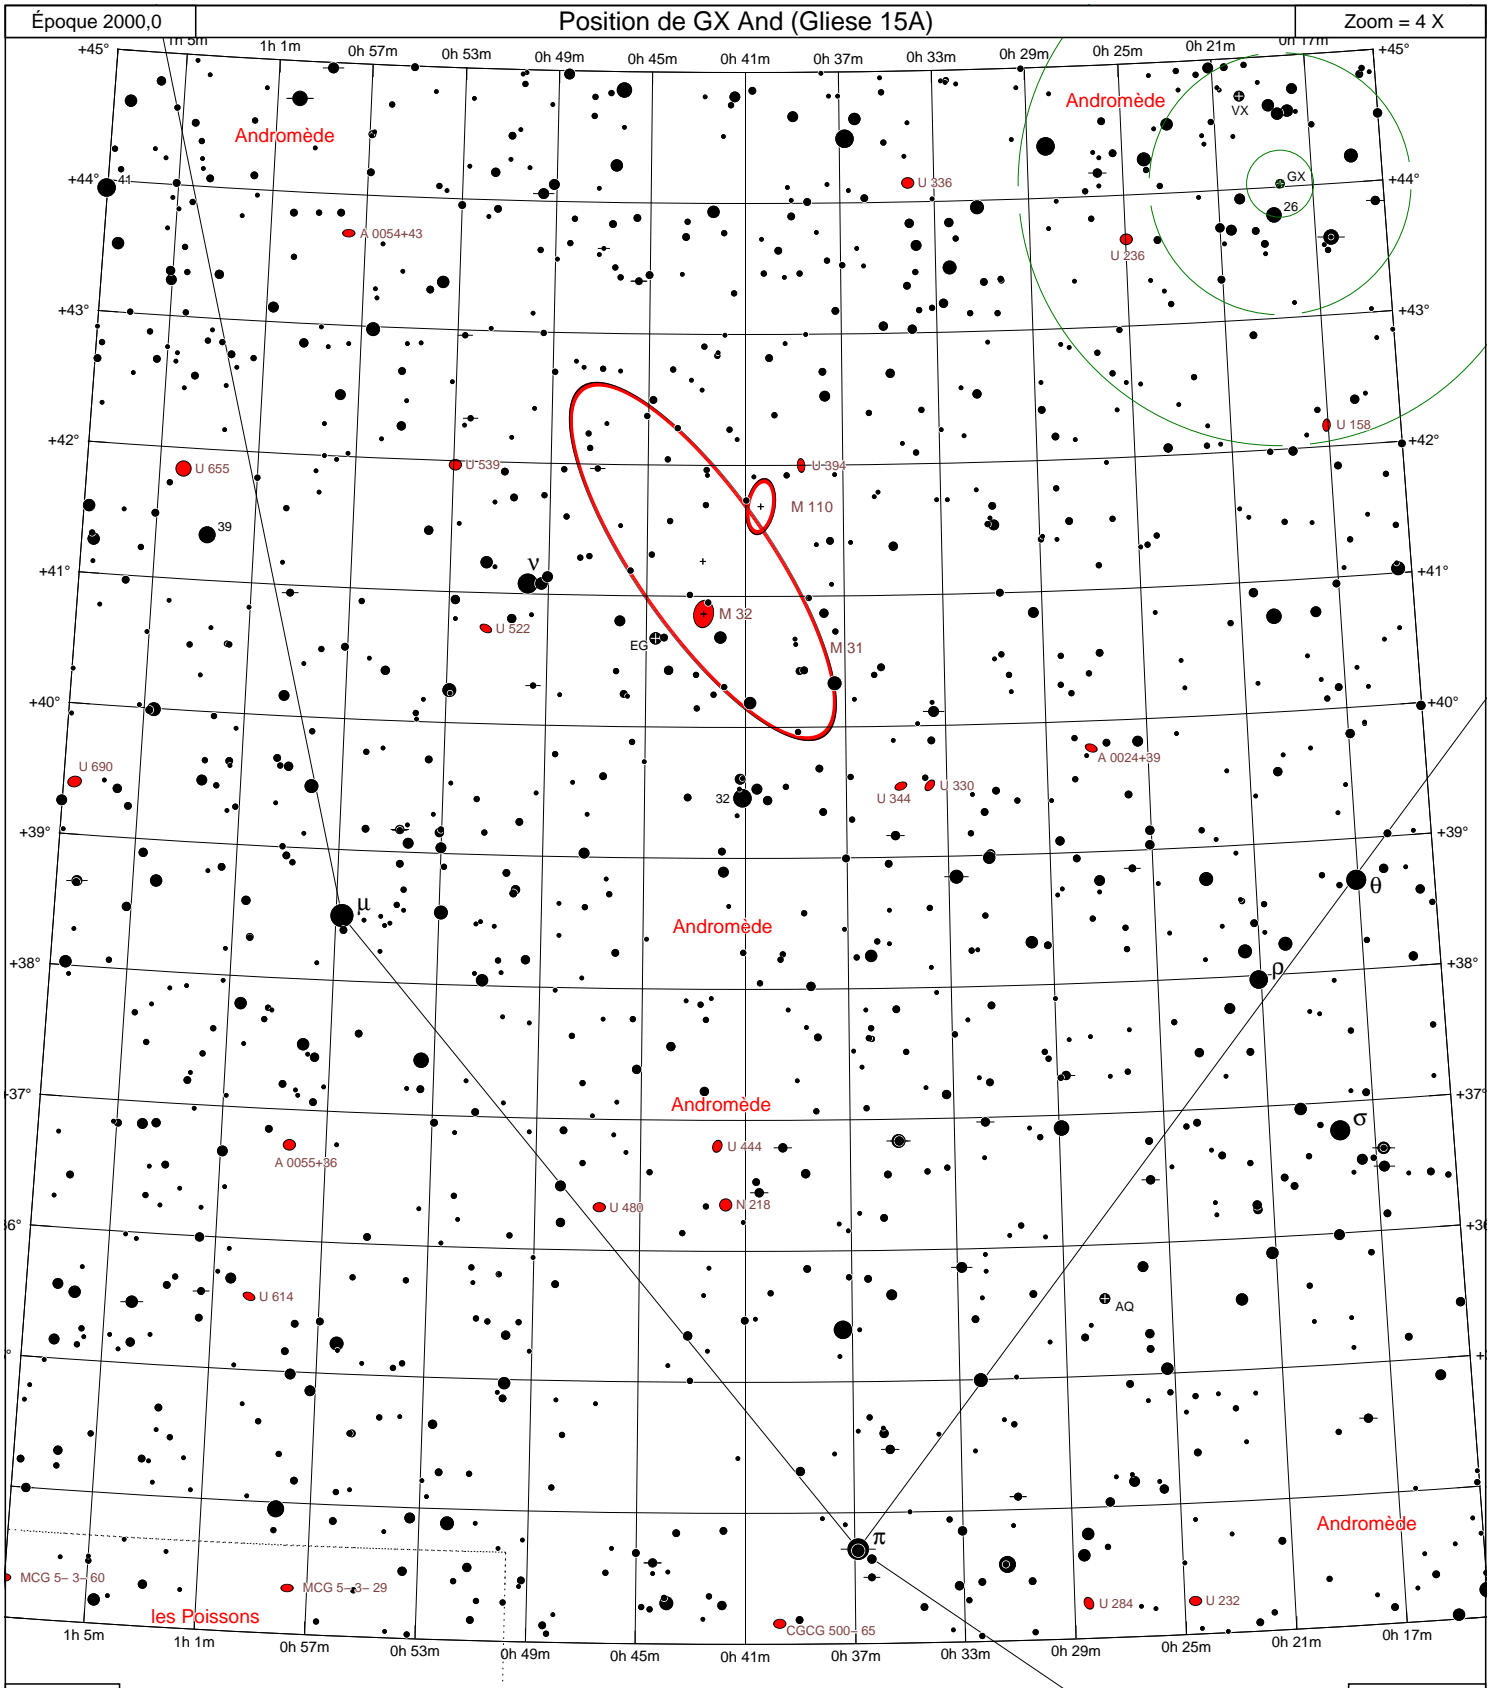 Époque 2000,0
Position de GX And (Gliese 15A)
Zoom = 4 X
+45°
1h 5m
1h 1m
0h 57m
0h 53m
0h 49m
0h 45m
0h 41m
0h 37m
0h 33m
0h 29m
0h 25m
0h 21m
0h 17m
+45°
Andromède
Andromède
VX
+44°
41
U 336
GX
+44°
26
A 0054+43
U 236
+43°
+43°
+42°
U 655
U 539
U 394
U 158
+42°
M 110
39
ν
+41°
+41°
M 32
U 522
EG
M 31
+40°
+40°
U 690
A 0024+39
U 344
U 330
32
+39°
+39°
μ
θ
Andromède
+38°
ρ
+38°
+37°
Andromède
+37°
σ
U 444
A 0055+36
U 480
N 218
U 614
AQ
π
Andromède
MCG 5– 3– 60
MCG 5– 3– 29
les Poissons
U 284
U 232
CGCG 500– 65
1h 5m
1h 1m
0h 57m
0h 53m
0h 49m
0h 45m
0h 41m
0h 37m
0h 33m
0h 29m
0h 25m
0h 21m
0h 17m